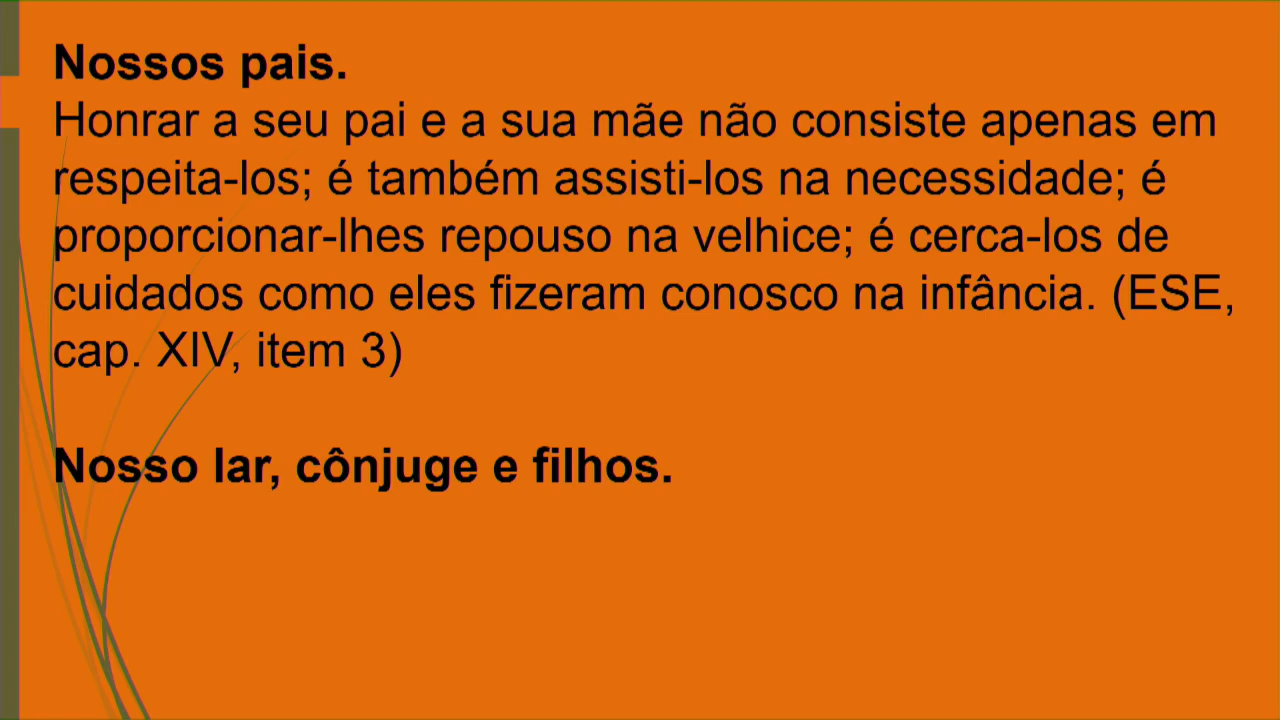 Nossos pais.
Honrar a seu pai e a sua mãe não consiste apenas em
respeita-los; é também assisti-los na necessidade; é
proporcionar-lhes repouso na velhice; é cerca-los de
cuidados como eles fizeram conosco na infância. (ESE,
cap. XIV, item 3)
Nosso lar, cônjuge e filhos.